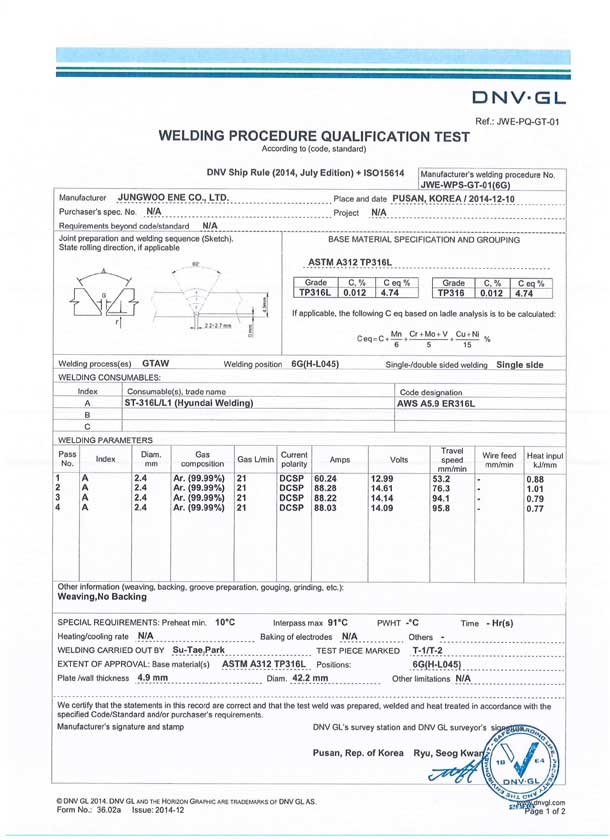 DNV·GL
Ref.: JWE-PQ-GT-01
WELDING PROCEDURE QUALIFICATION TEST
According to (code, standard)
DNV Ship Rule (2014, July Edition) + ISO15614
Manufacturer's welding procedure No.
JWE-WPS-GT-01(6G)
Manufacturer JUNGWOO ENE CO., LTD. Place and date PUSAN, KOREA / 2014-12-10
Purchaser's spec. No. N/A Project N/A
Requirements beyond code/standard N/A
Joint preparation and welding sequence (Sketch).
State rolling direction, if applicable
A
G
r
60°
2.2~2.7 mm
4.9mm
BASE MATERIAL SPECIFICATION AND GROUPING
ASTM A312 TP316L
Grade C, % C eq % Grade C, % C eq %
TP316L 0.012 4.74 TP316 0.012 4.74
If applicable, the following C eq based on ladle analysis is to be calculated:
C eq = C + Mn/6 + Cr+Mo+V/5 + Cu+Ni/15 %
Welding process(es) GTAW Welding position 6G(H-L045) Single-/double sided welding Single side
WELDING CONSUMABLES:
Index Consumable(s), trade name Code designation
A ST-316L/L1 (Hyundai Welding) AWS A5.9 ER316L
B
C
WELDING PARAMETERS
Pass No. Index Diam. mm Gas composition Gas L/min Current polarity Amps Volts Travel speed mm/min Wire feed mm/min Heat input kJ/mm
1 A 2.4 Ar. (99.99%) 21 DCSP 60.24 12.99 53.2 - 0.88
2 A 2.4 Ar. (99.99%) 21 DCSP 88.28 14.61 76.3 - 1.01
3 A 2.4 Ar. (99.99%) 21 DCSP 88.22 14.14 94.1 - 0.79
4 A 2.4 Ar. (99.99%) 21 DCSP 88.03 14.09 95.8 - 0.77
Other information (weaving, backing, groove preparation, gouging, grinding, etc.):
Weaving,No Backing
SPECIAL REQUIREMENTS: Preheat min. 10°C Interpass max 91°C PWHT -°C Time - Hr(s)
Heating/cooling rate N/A Baking of electrodes N/A Others -
WELDING CARRIED OUT BY Su-Tae,Park TEST PIECE MARKED T-1/T-2
EXTENT OF APPROVAL: Base material(s) ASTM A312 TP316L Positions: 6G(H-L045)
Plate /wall thickness 4.9 mm Diam. 42.2 mm Other limitations N/A
We certify that the statements in this record are correct and that the test weld was prepared, welded and heat treated in accordance with the
specified Code/Standard and/or purchaser's requirements.
Manufacturer's signature and stamp DNV GL's survey station and DNV GL surveyor's
Pusan, Rep. of Korea Ryu, Seog Kwan
18 64
DNV·GL
© DNV GL 2014. DNV GL AND THE HORIZON GRAPHIC ARE TRADEMARKS OF DNV GL AS.
www.dnvgl.com
Form No.: 36.02a Issue: 2014-12 Page 1 of 2